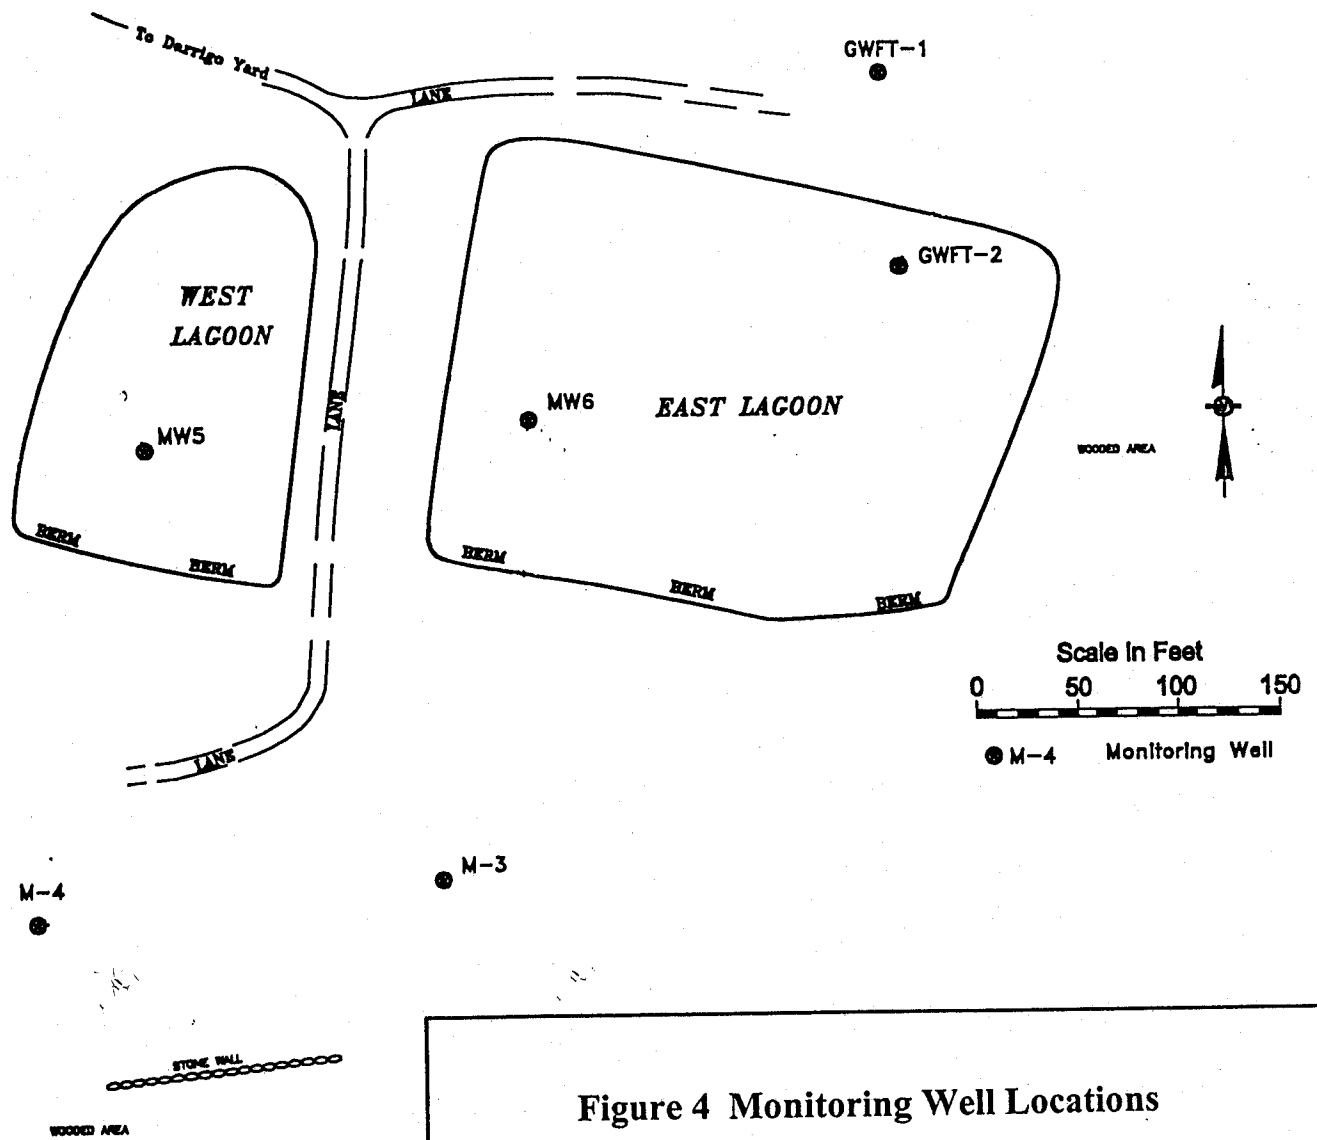 To Darrigo Yard
GWFT-1
LANE
GWFT-2
WEST
LAGOON
LANE
MW6
EAST LAGOON
MW5
WOODED AREA
BERM
BERM
BERM
BERM
BERM
Scale in Feet
0 50 100 150
M-4 Monitoring Well
LANE
M-3
M-4
STONE WALL
Figure 4 Monitoring Well Locations
WOODED AREA